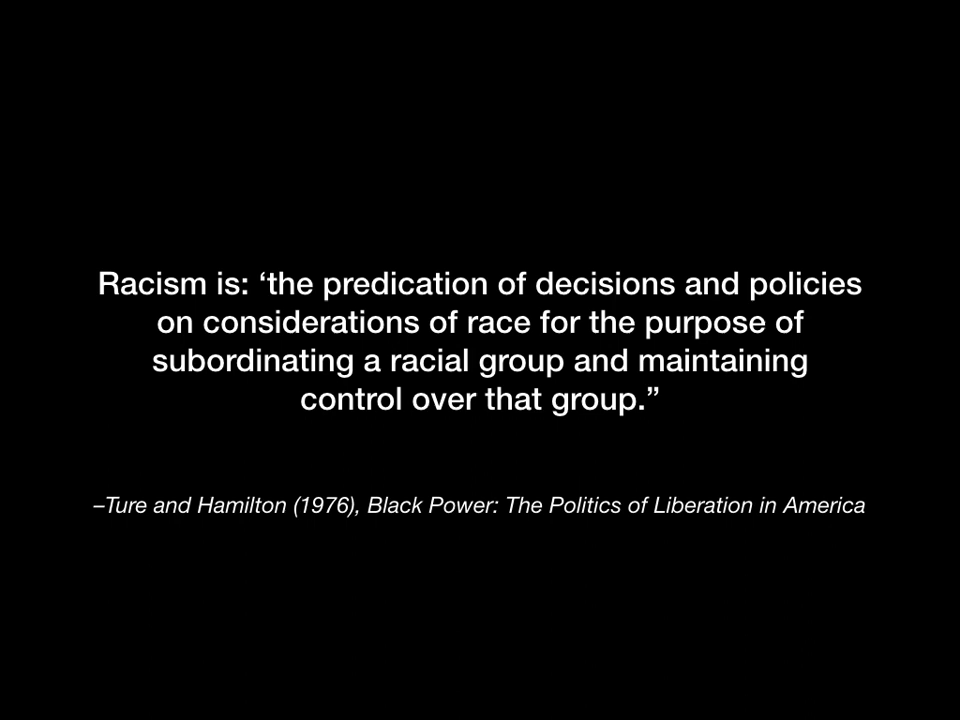 Racism is: ‘the predication of decisions and policies
on considerations of race for the purpose of
subordinating a racial group and maintaining
control over that group.”
–Ture and Hamilton (1976), Black Power: The Politics of Liberation in America